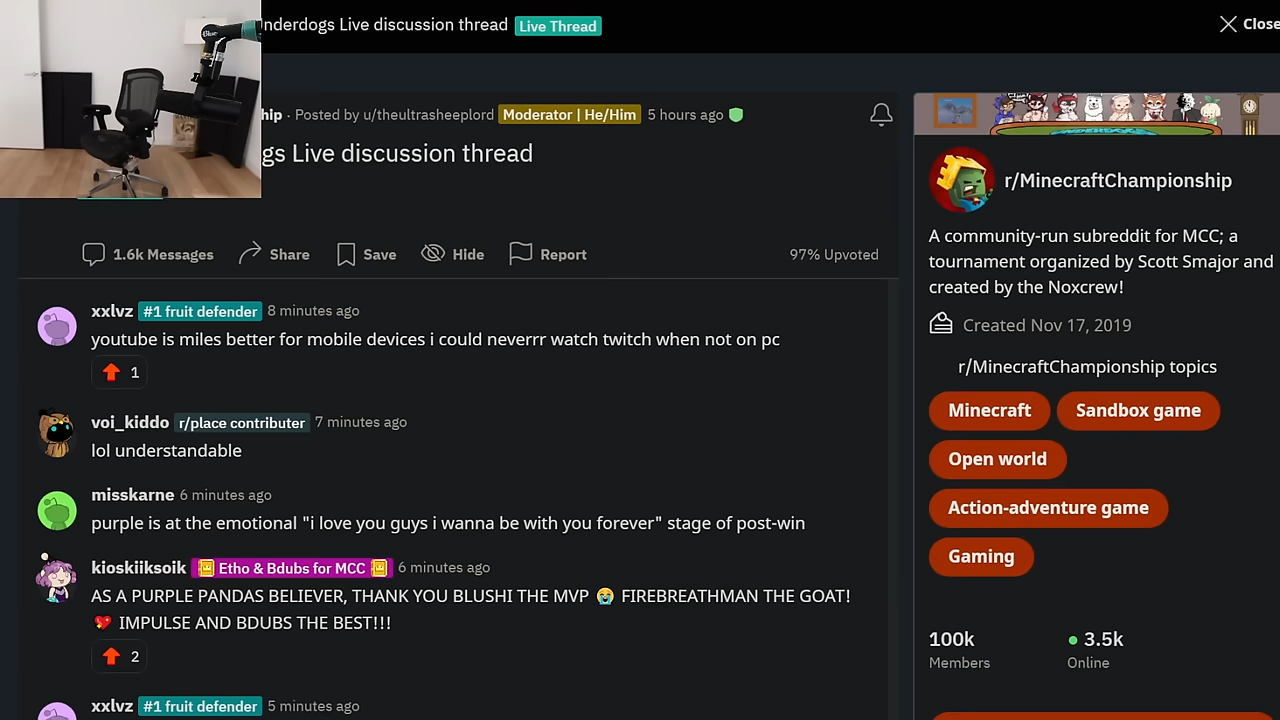 nderdogs Live discussion thread Live Thread
Close
hip · Posted by u/theultrasheeplord Moderator | He/Him 5 hours ago
gs Live discussion thread
1.6k Messages Share Save Hide Report 97% Upvoted
xxlvz #1 fruit defender 8 minutes ago
youtube is miles better for mobile devices i could neverrr watch twitch when not on pc
1
voi_kiddo r/place contributer 7 minutes ago
lol understandable
misskarne 6 minutes ago
purple is at the emotional "i love you guys i wanna be with you forever" stage of post-win
kioskiiksoik Etho & Bdubs for MCC 6 minutes ago
AS A PURPLE PANDAS BELIEVER, THANK YOU BLUSHI THE MVP 😭 FIREBREATHMAN THE GOAT!
💖 IMPULSE AND BDUBS THE BEST!!!
2
xxlvz #1 fruit defender 5 minutes ago
UNDERDOGS
r/MinecraftChampionship
A community-run subreddit for MCC; a
tournament organized by Scott Smajor and
created by the Noxcrew!
Created Nov 17, 2019
r/MinecraftChampionship topics
Minecraft Sandbox game
Open world
Action-adventure game
Gaming
100k 3.5k
Members Online
Blue